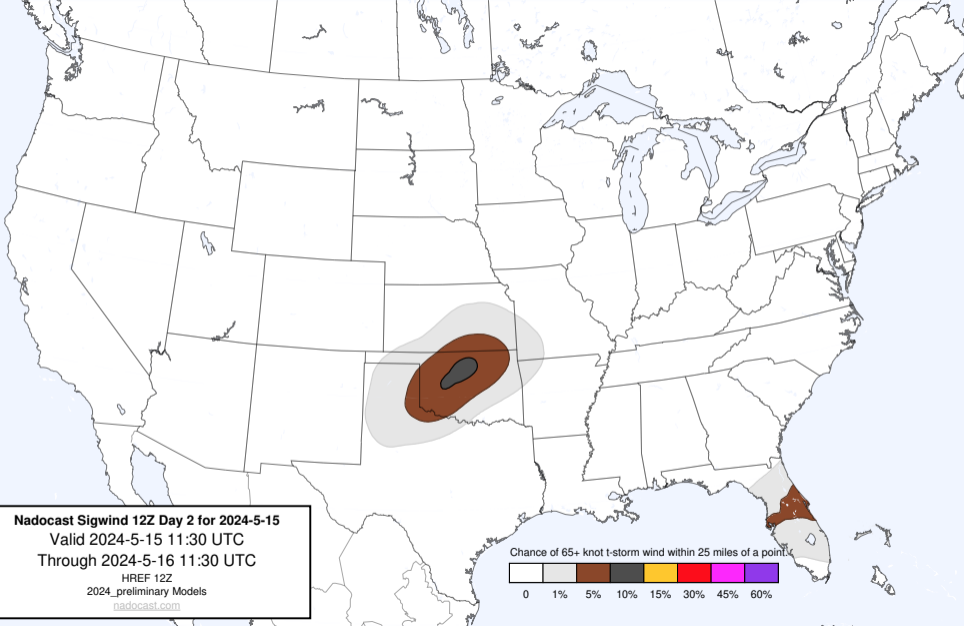 Nadocast Sigwind 12Z Day 2 for 2024-5-15
Valid 2024-5-15 11:30 UTC
Through 2024-5-16 11:30 UTC
HREF 12Z
2024_preliminary Models
nadocast.com
Chance of 65+ knot t-storm wind within 25 miles of a point.
0 1% 5% 10% 15% 30% 45% 60%